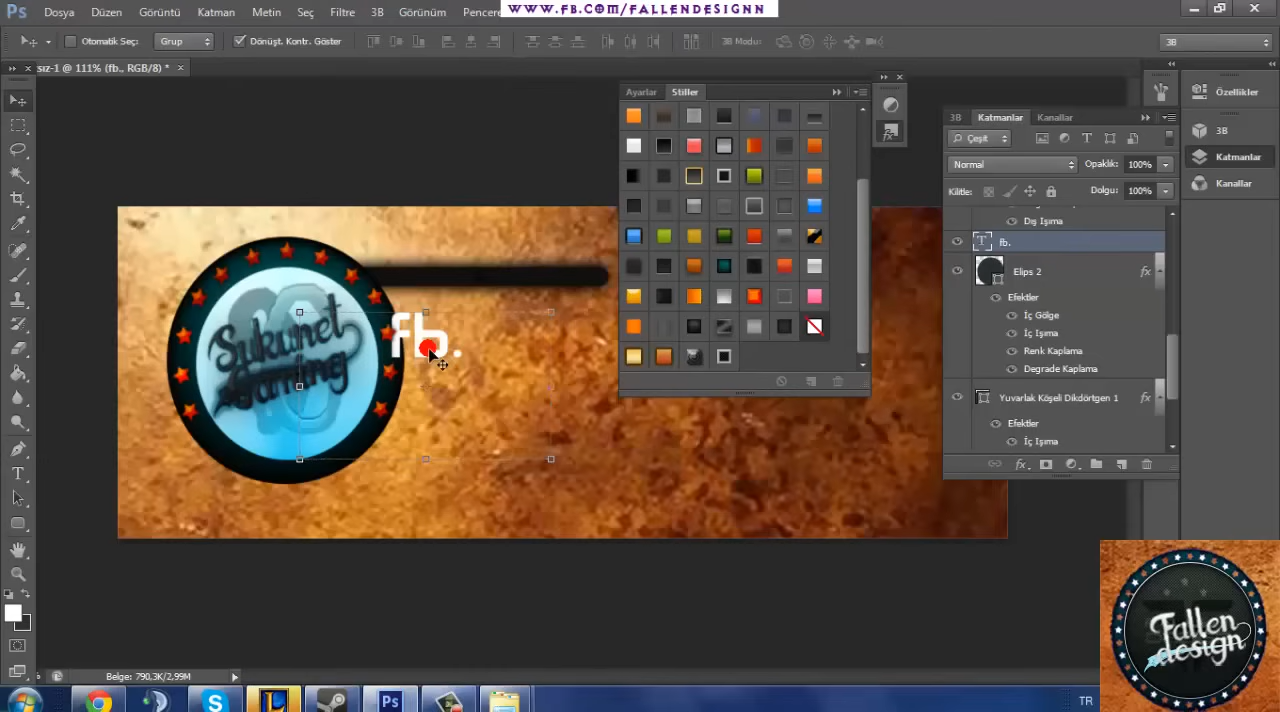 WWW.FB.COM/FALLENDESIGNN
Ps Dosya Düzen Görüntü Katman Metin Seç Filtre 3B Görünüm Pencere
Otomatik Seç: Grup Dönüşt. Kontr. Göster 3B Modu: 3B
sız-1 @ 111% (fb., RGB/8) * ×
Ayarlar Stiller
3B Katmanlar Kanallar
Çeşit
Normal Opaklık: 100%
Kilitle: Dolgu: 100%
Dış Işıma
T fb.
Elips 2 fx
Efektler
İç Gölge
İç Işıma
Renk Kaplama
Degrade Kaplama
Yuvarlak Köşeli Dikdörtgen 1 fx
Efektler
İç Işıma
Özellikler
3B
Katmanlar
Kanallar
Sukunet
Gaming
fb.
Belge: 790,3K/2,99M
Fallen
design
TR